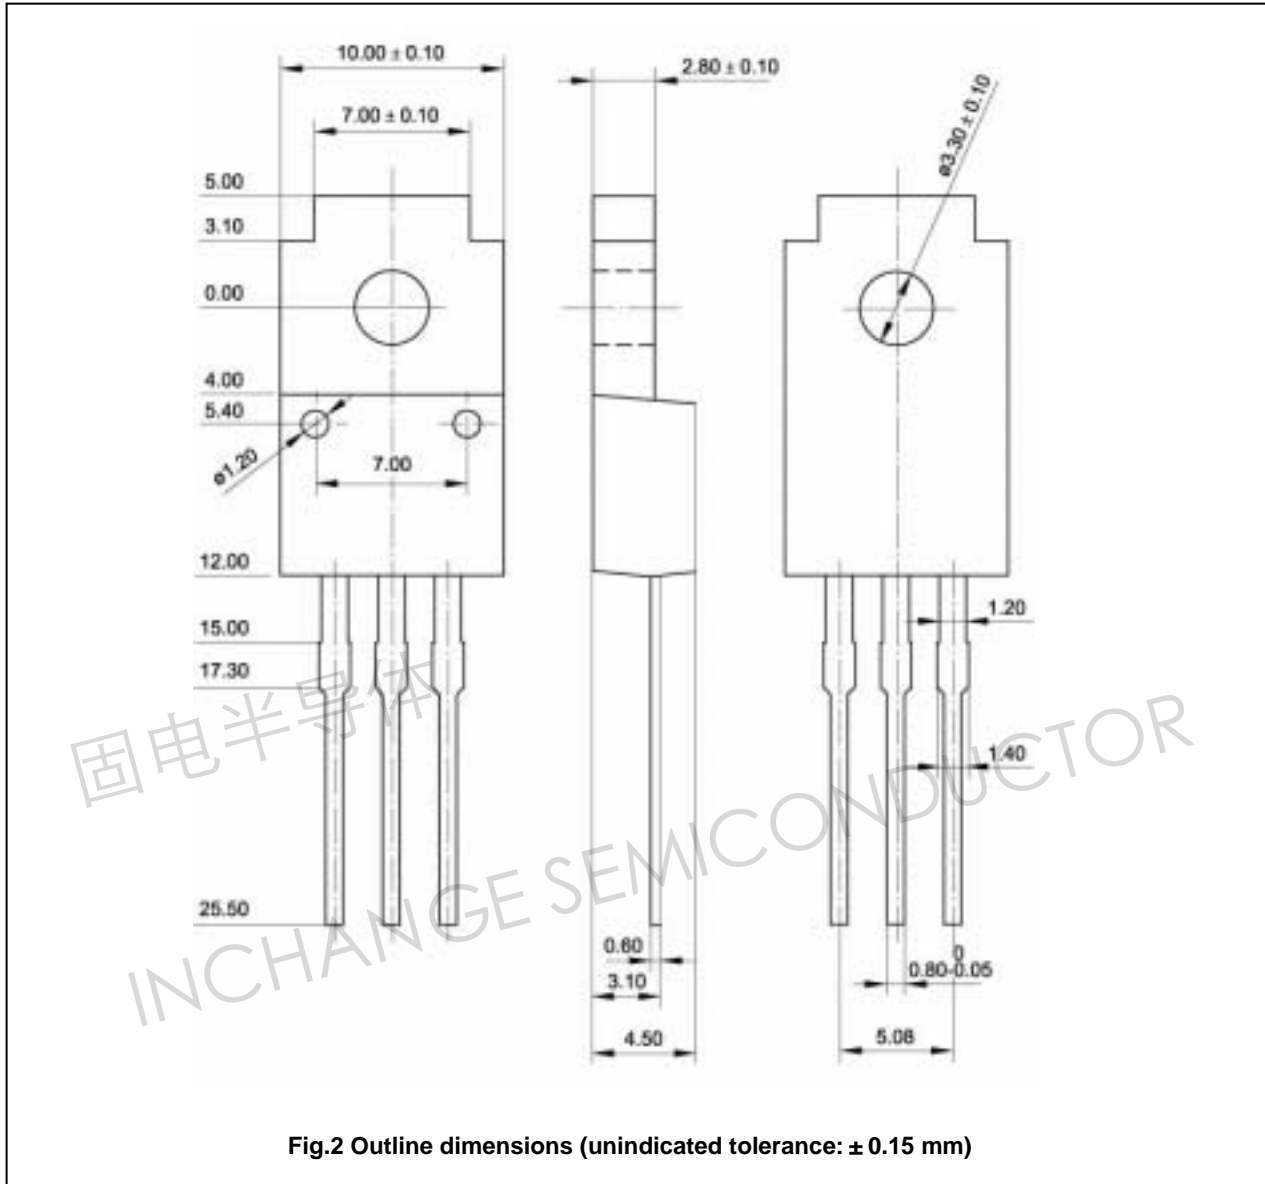 10.00 ± 0.10
2.80 ± 0.10
ø3.30 ± 0.10
7.00 ± 0.10
5.00
3.10
0.00
4.00
5.40
ø1.20
7.00
12.00
1.20
15.00
17.30
1.40
25.50
0.60
0
0.80-0.05
3.10
4.50
5.08
固电半导体
INCHANGE SEMICONDUCTOR
Fig.2 Outline dimensions (unindicated tolerance: ± 0.15 mm)